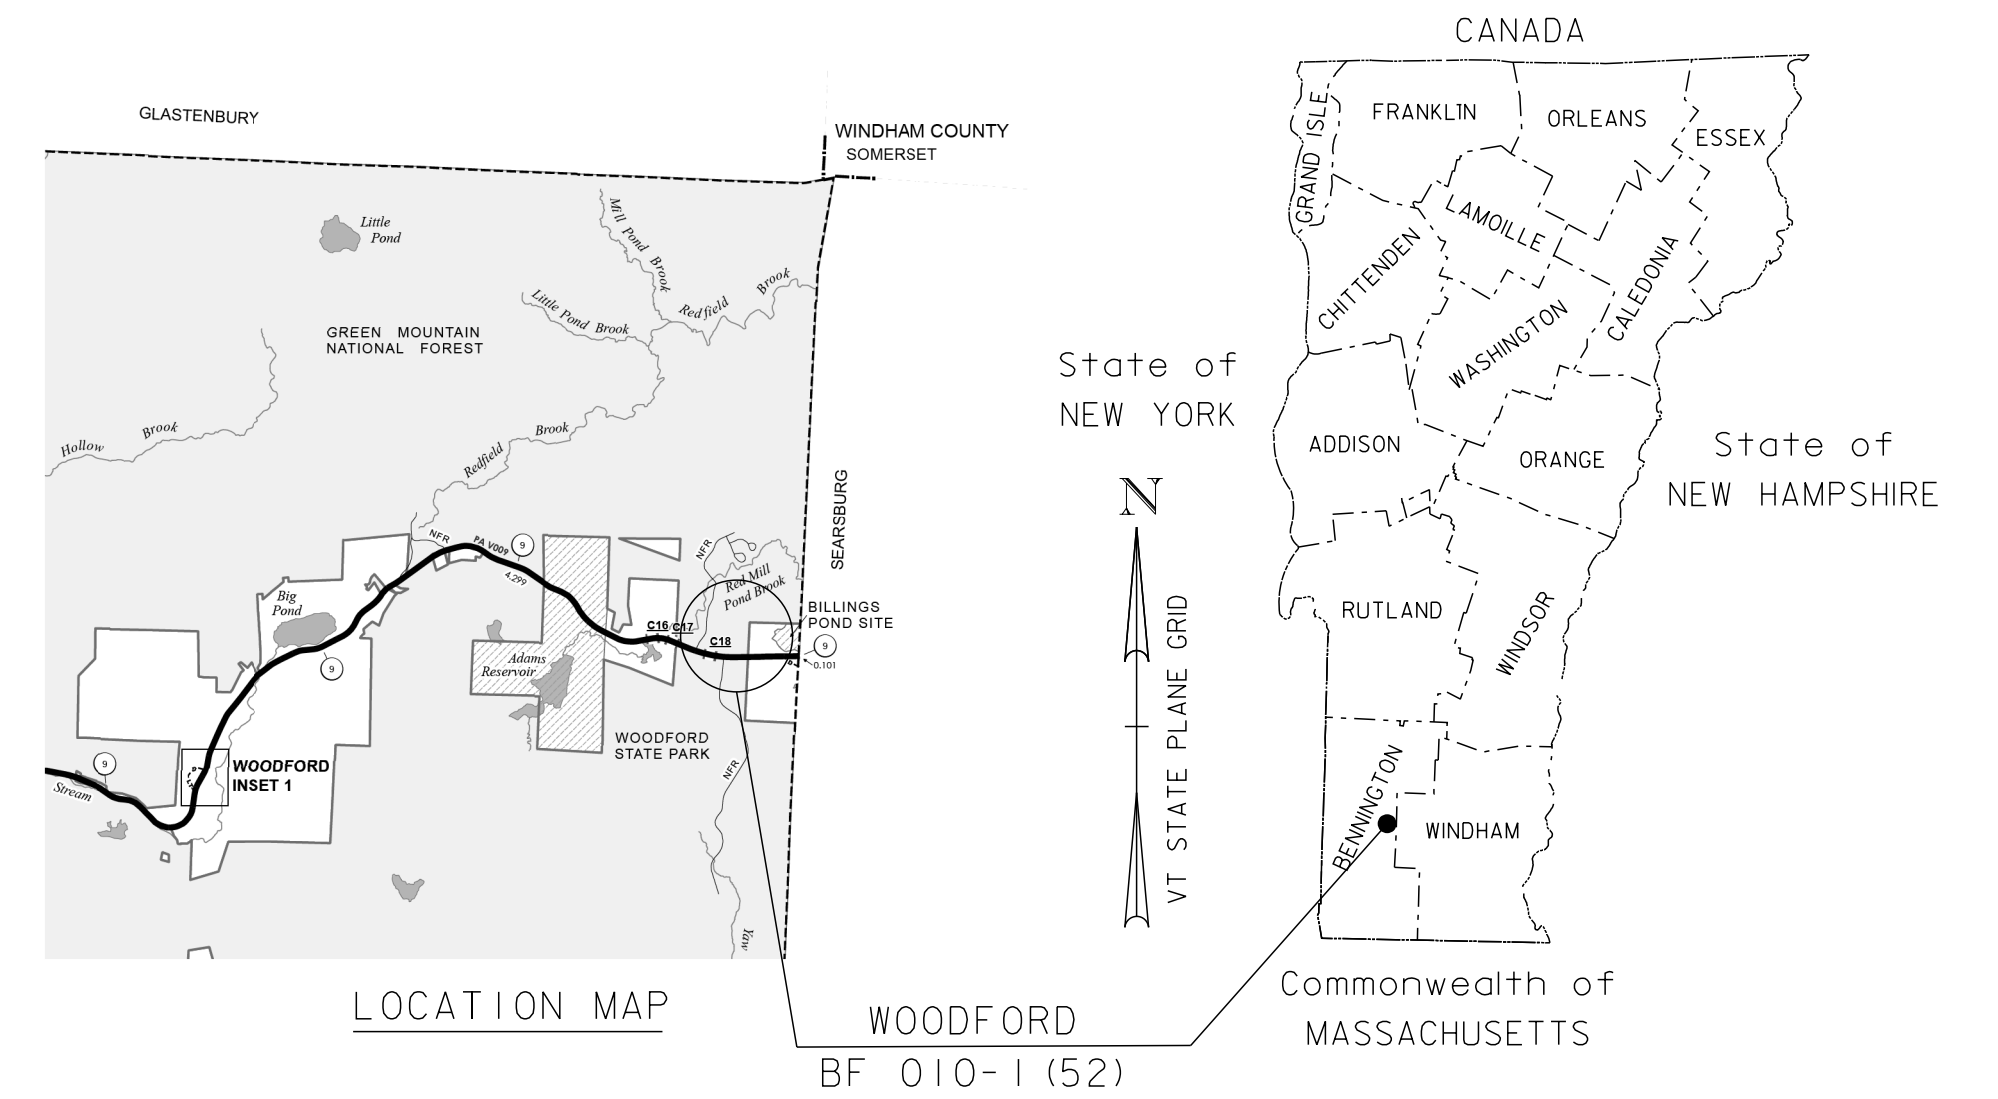 CANADA
GLASTENBURY
WINDHAM COUNTY
SOMERSET
Little
Pond
Mill Pond Brook
Little Pond Brook
Redfield Brook
GREEN MOUNTAIN
NATIONAL FOREST
Hollow Brook
Redfield Brook
SEARSBURG
NFR
PA V009
9
4.299
NFR
Red Mill
Pond Brook
Big
Pond
BILLINGS
POND SITE
C16
C17
C18
9
0.101
9
Adams
Reservoir
WOODFORD
STATE PARK
NFR
9
WOODFORD
INSET 1
Stream
Yaw
LOCATION MAP
WOODFORD
BF 010-1(52)
State of
NEW YORK
N
VT STATE PLANE GRID
GRAND ISLE
FRANKLIN
ORLEANS
ESSEX
LAMOILLE
CHITTENDEN
CALEDONIA
WASHINGTON
ADDISON
ORANGE
State of
NEW HAMPSHIRE
RUTLAND
WINDSOR
BENNINGTON
WINDHAM
Commonwealth of
MASSACHUSETTS